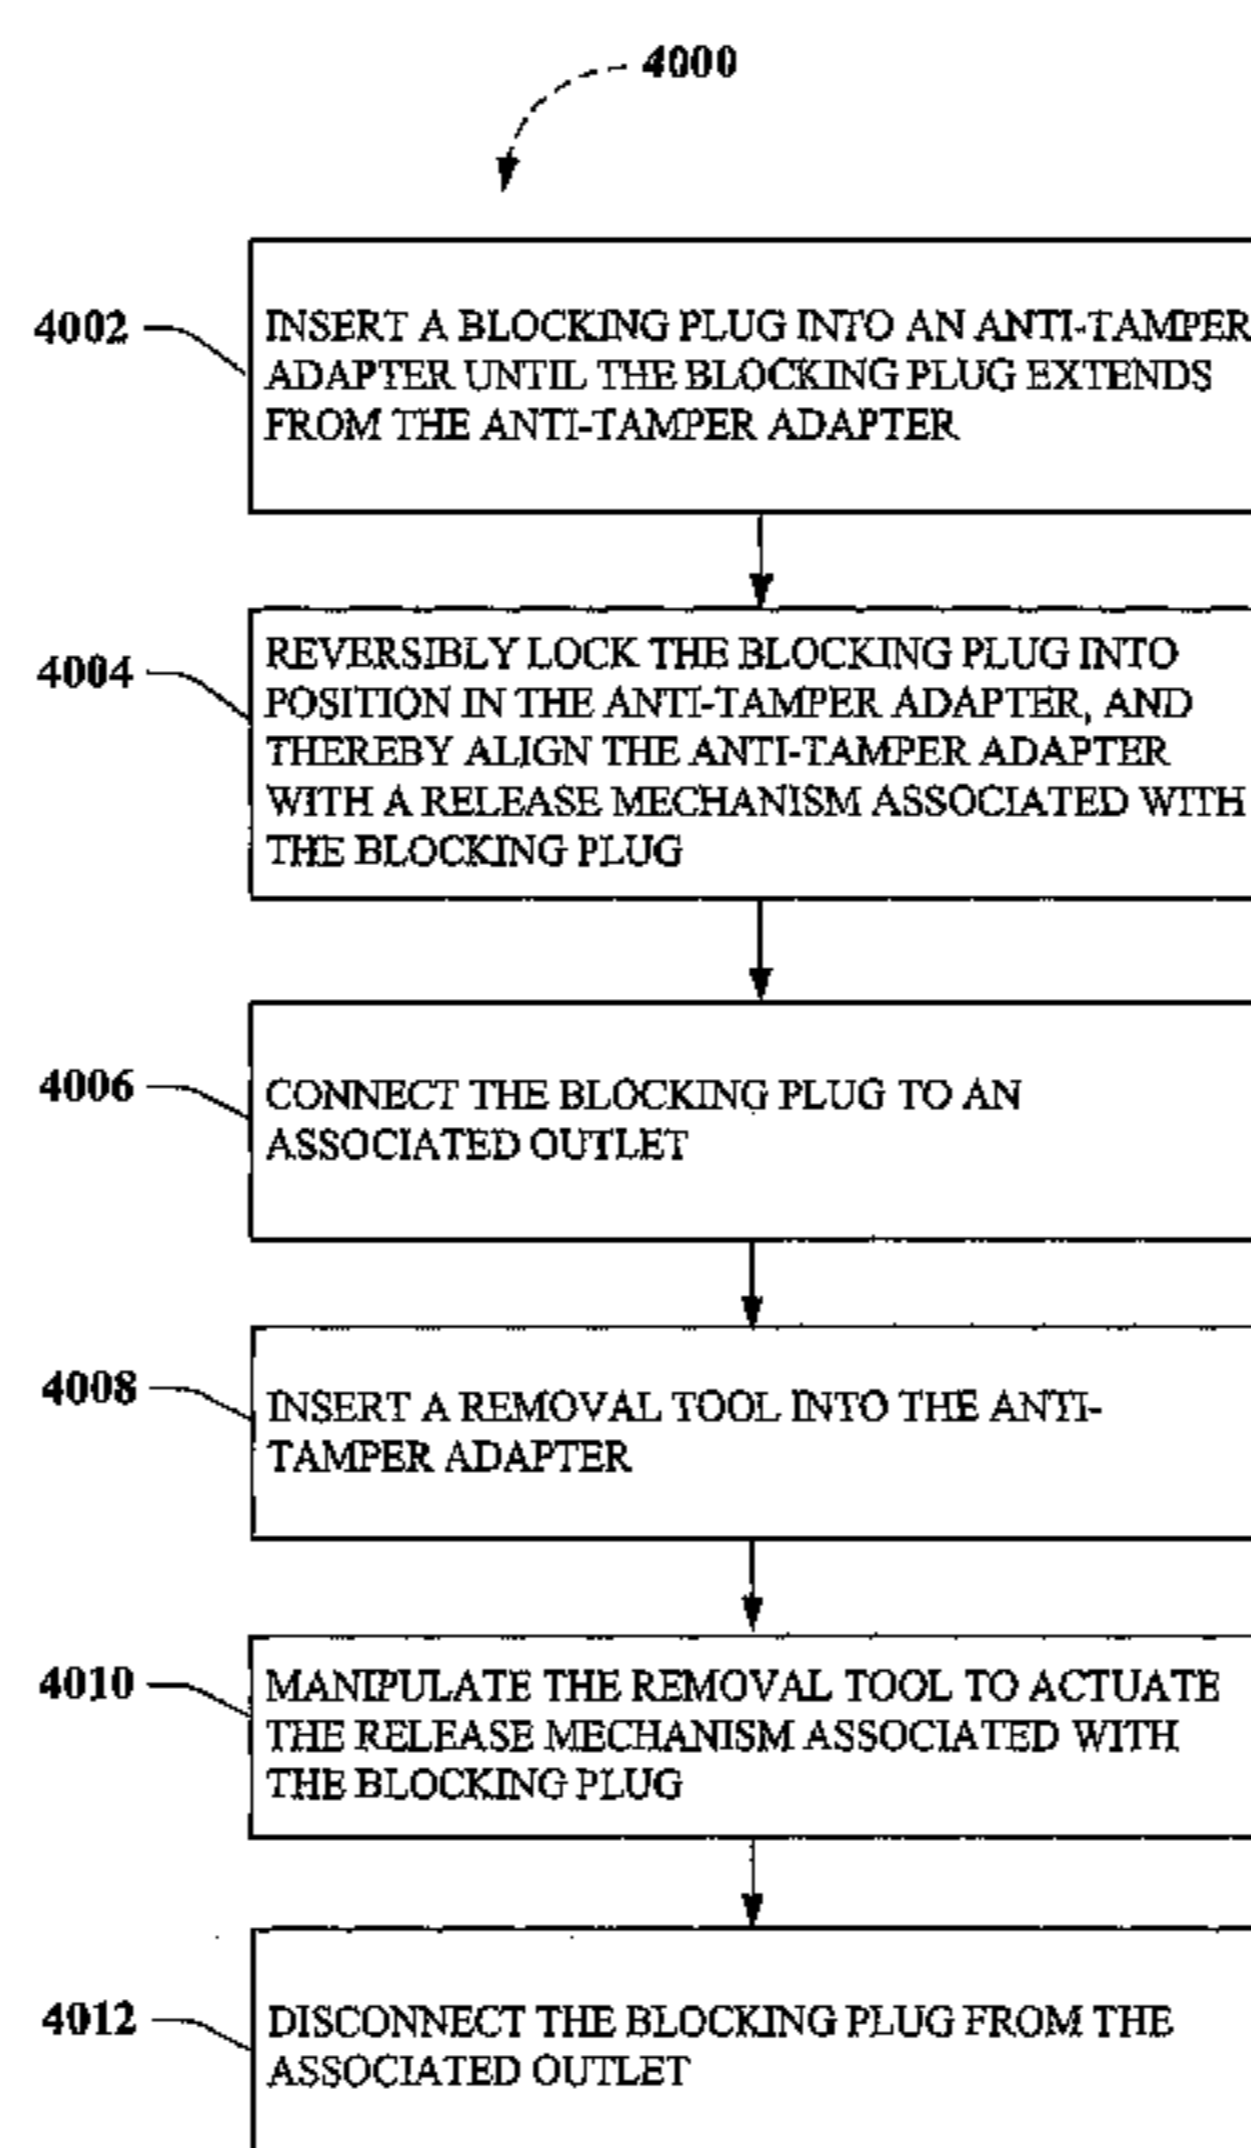 4000
4002
INSERT A BLOCKING PLUG INTO AN ANTI-TAMPER
ADAPTER UNTIL THE BLOCKING PLUG EXTENDS
FROM THE ANTI-TAMPER ADAPTER
4004
REVERSIBLY LOCK THE BLOCKING PLUG INTO
POSITION IN THE ANTI-TAMPER ADAPTER, AND
THEREBY ALIGN THE ANTI-TAMPER ADAPTER
WITH A RELEASE MECHANISM ASSOCIATED WITH
THE BLOCKING PLUG
4006
CONNECT THE BLOCKING PLUG TO AN
ASSOCIATED OUTLET
4008
INSERT A REMOVAL TOOL INTO THE ANTI-
TAMPER ADAPTER
4010
MANIPULATE THE REMOVAL TOOL TO ACTUATE
THE RELEASE MECHANISM ASSOCIATED WITH
THE BLOCKING PLUG
4012
DISCONNECT THE BLOCKING PLUG FROM THE
ASSOCIATED OUTLET